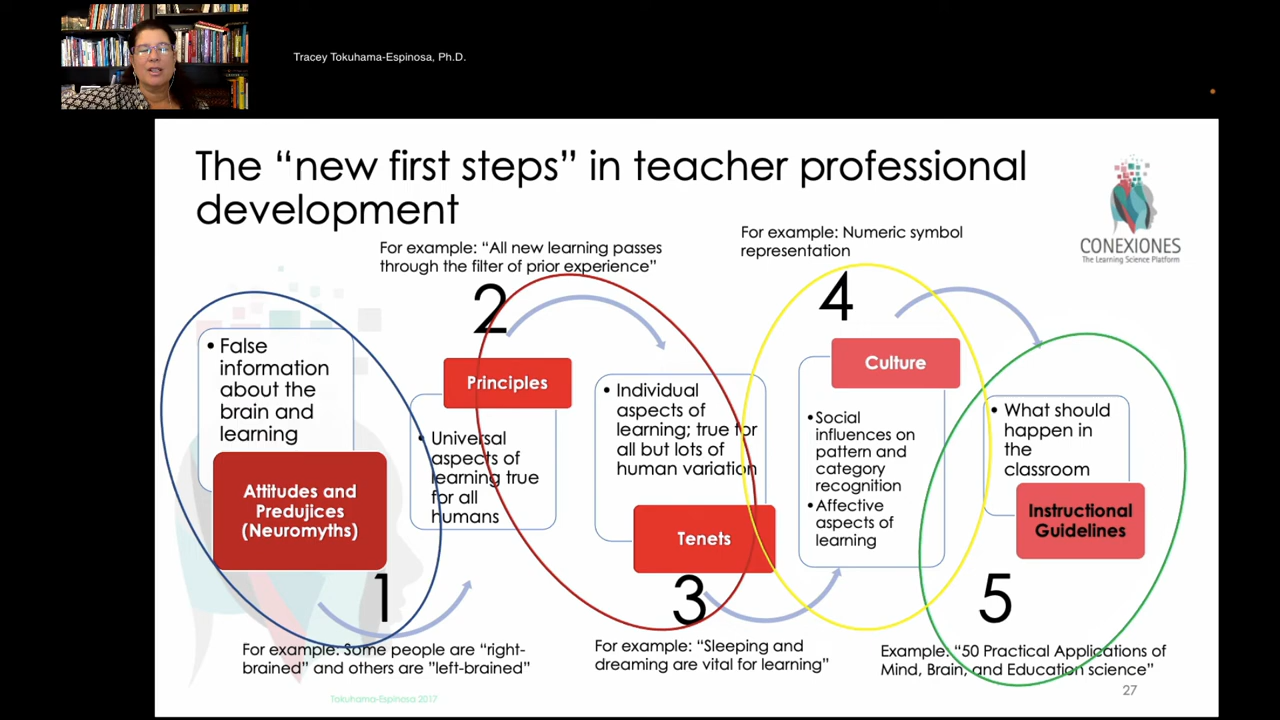 Tracey Tokuhama-Espinosa, Ph.D.
The “new first steps” in teacher professional
development
CONEXIONES
The Learning Science Platform
For example: “All new learning passes
through the filter of prior experience”
For example: Numeric symbol
representation
• False
information
about the
brain and
learning
Attitudes and
Predujices
(Neuromyths)
1
For example: Some people are “right-
brained” and others are ”left-brained”
2
Principles
• Universal
aspects of
learning true
for all
humans
• Individual
aspects of
learning; true for
all but lots of
human variation
Tenets
3
For example: “Sleeping and
dreaming are vital for learning”
4
Culture
•Social
influences on
pattern and
category
recognition
•Affective
aspects of
learning
• What should
happen in
the
classroom
Instructional
Guidelines
5
Example: “50 Practical Applications of
Mind, Brain, and Education science”
Tokuhama-Espinosa 2017
27